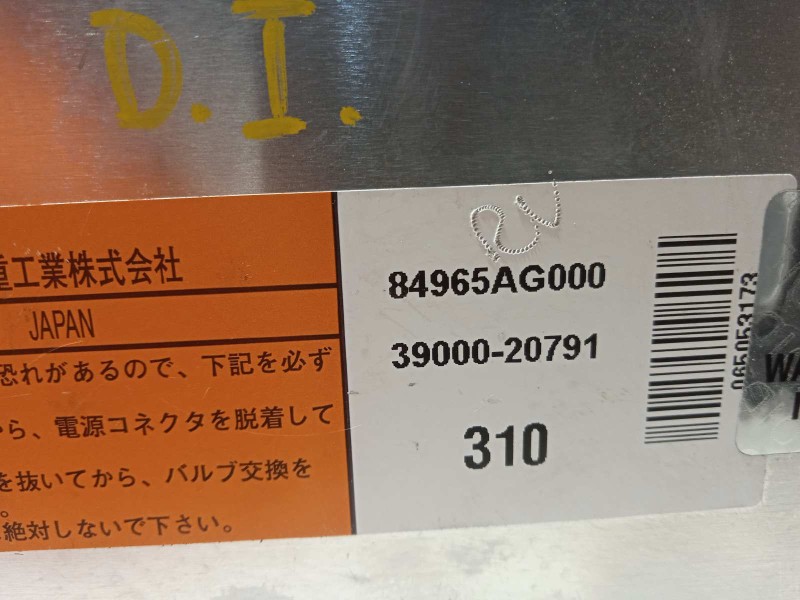 D.I.
重工業株式会社
JAPAN
恐れがあるので、下記を必ず
から、電源コネクタを脱着して
を抜いてから、バルブ交換を
。
絶対しないで下さい。
84965AG000
39000-20791
310
065053173
WA